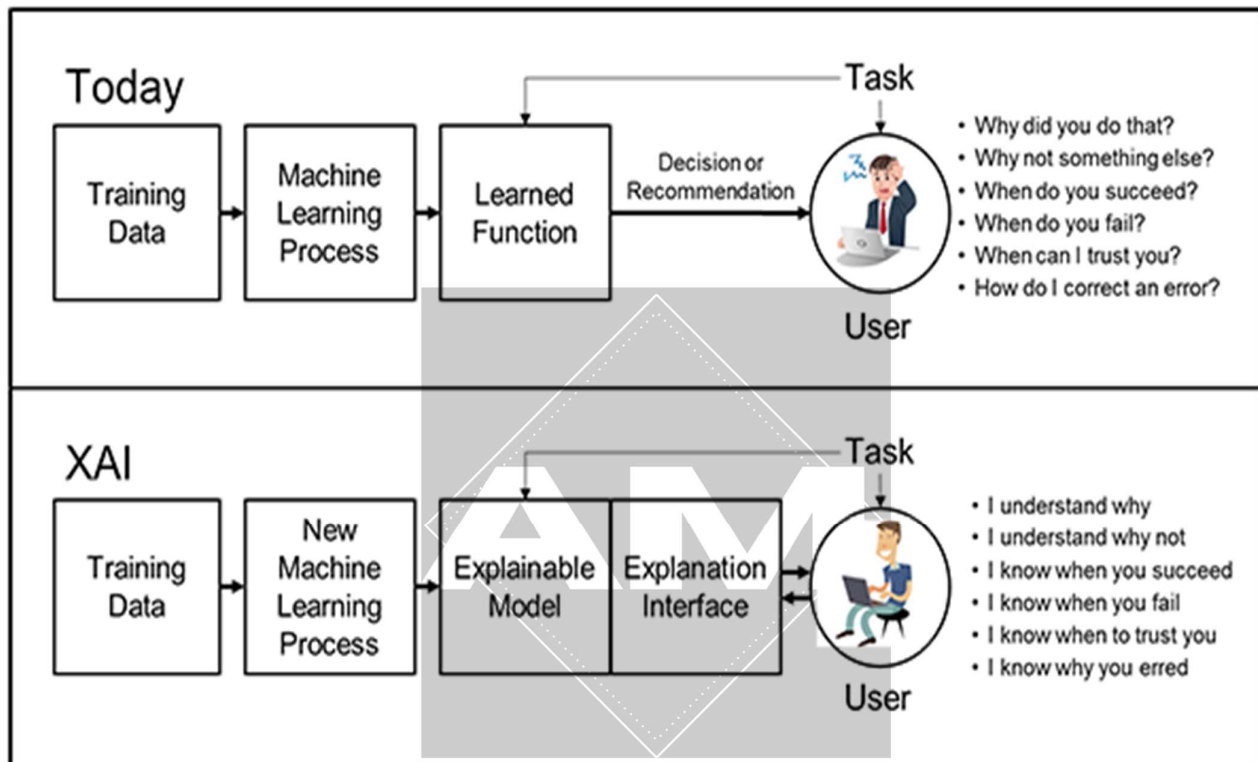 Today
Task
Training
Data
Machine
Learning
Process
Learned
Function
Decision or
Recommendation
User
• Why did you do that?
• Why not something else?
• When do you succeed?
• When do you fail?
• When can I trust you?
• How do I correct an error?
XAI
Task
Training
Data
New
Machine
Learning
Process
Explainable
Model
Explanation
Interface
User
• I understand why
• I understand why not
• I know when you succeed
• I know when you fail
• I know when to trust you
• I know why you erred
AM